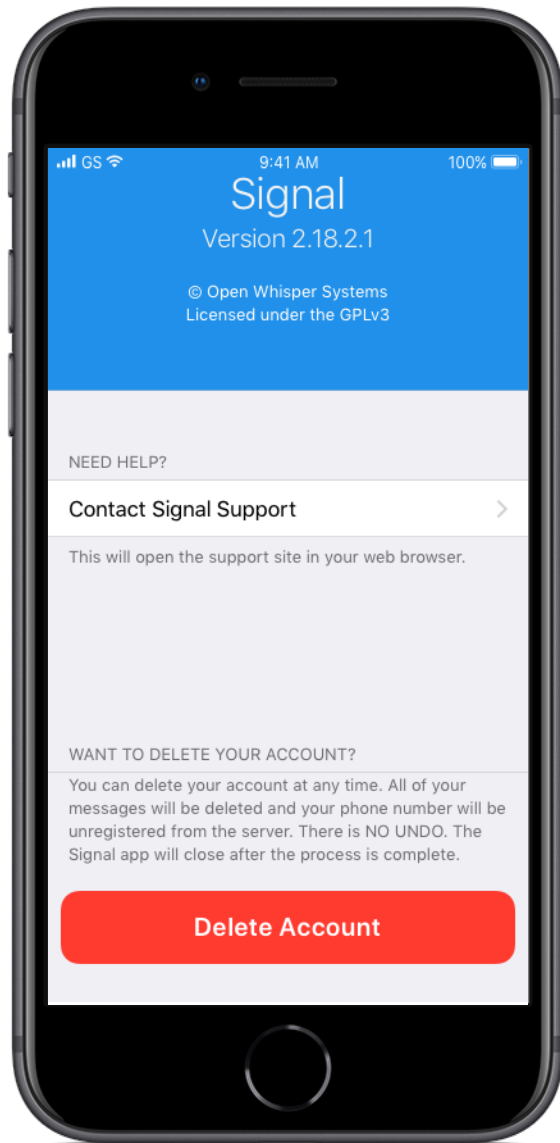 GS 9:41 AM 100%
Signal
Version 2.18.2.1
© Open Whisper Systems
Licensed under the GPLv3
NEED HELP?
Contact Signal Support
This will open the support site in your web browser.
WANT TO DELETE YOUR ACCOUNT?
You can delete your account at any time. All of your
messages will be deleted and your phone number will be
unregistered from the server. There is NO UNDO. The
Signal app will close after the process is complete.
Delete Account